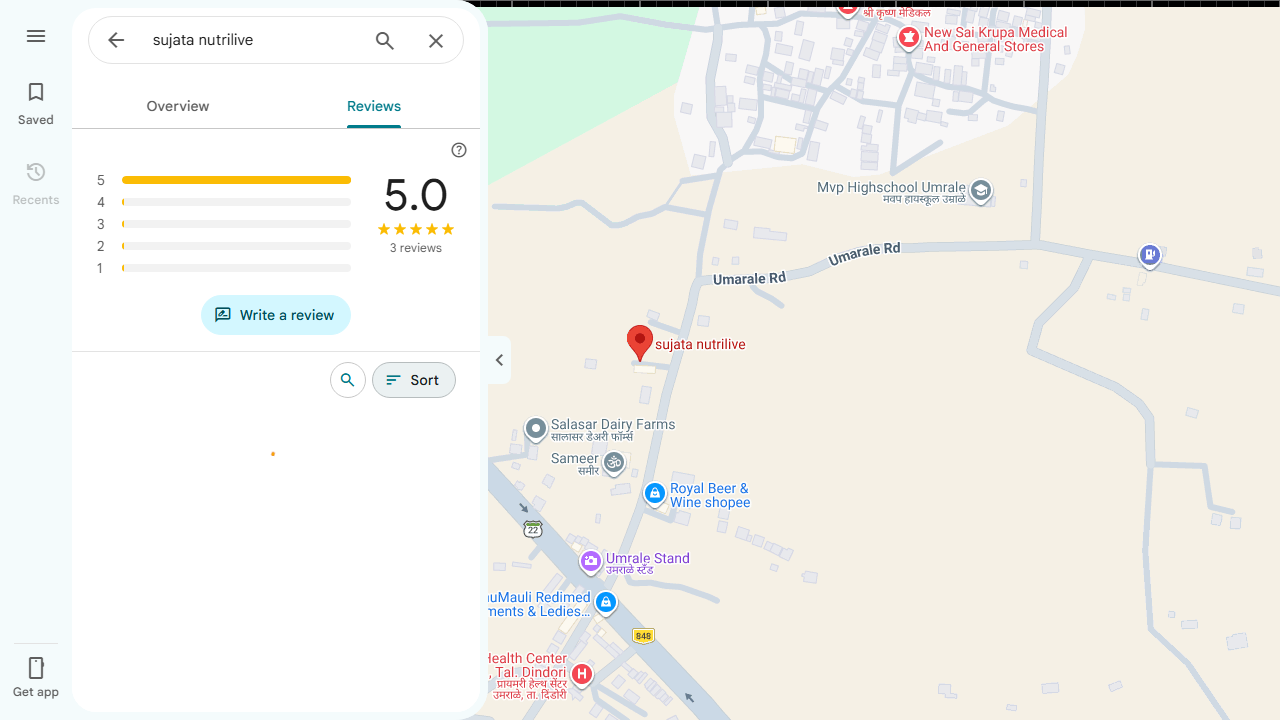 sujata nutrilive
Saved
Recents
Get app
Overview
Reviews
5
4
3
2
1
5.0
3 reviews
Write a review
Sort
श्री कृष्ण मेडिकल
New Sai Krupa Medical
And General Stores
Mvp Highschool Umrale
मवप हायस्कूल उम्राळे
Umarale Rd
Umarale Rd
sujata nutrilive
Salasar Dairy Farms
सालासर डेअरी फॉर्म्स
Sameer
समीर
Royal Beer &
Wine shopee
22
Umrale Stand
उमराळे स्टँड
uMauli Redimed
ments & Ledies...
848
Health Center
, Tal. Dindori
प्रायमरी हेल्थ सेंटर
उमराळे, ता. दिंडोरी